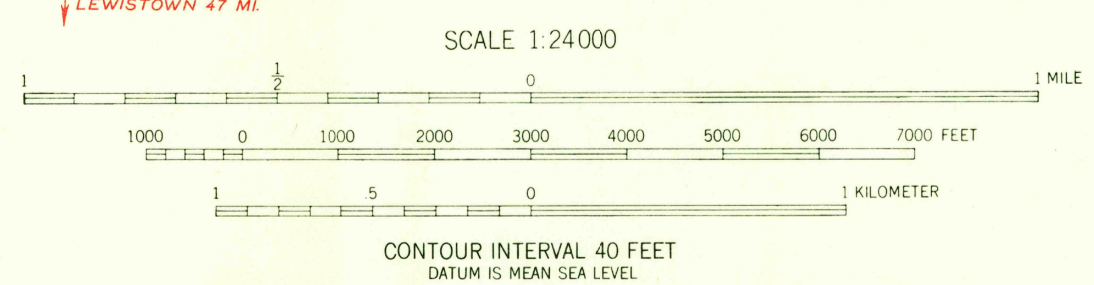 LEWISTOWN 47 MI.
SCALE 1:24000
1 1/2 0 1 MILE
1000 0 1000 2000 3000 4000 5000 6000 7000 FEET
1 .5 0 1 KILOMETER
CONTOUR INTERVAL 40 FEET
DATUM IS MEAN SEA LEVEL